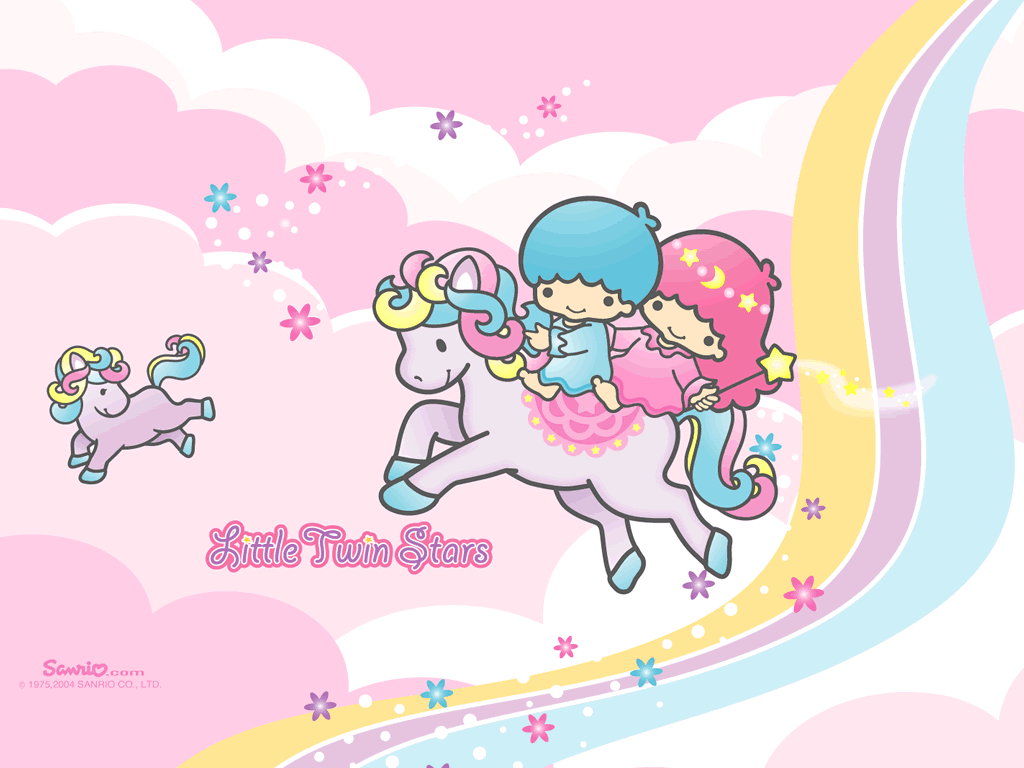 Little Twin Stars
Sanrio.com
© 1975,2004 SANRIO CO., LTD.